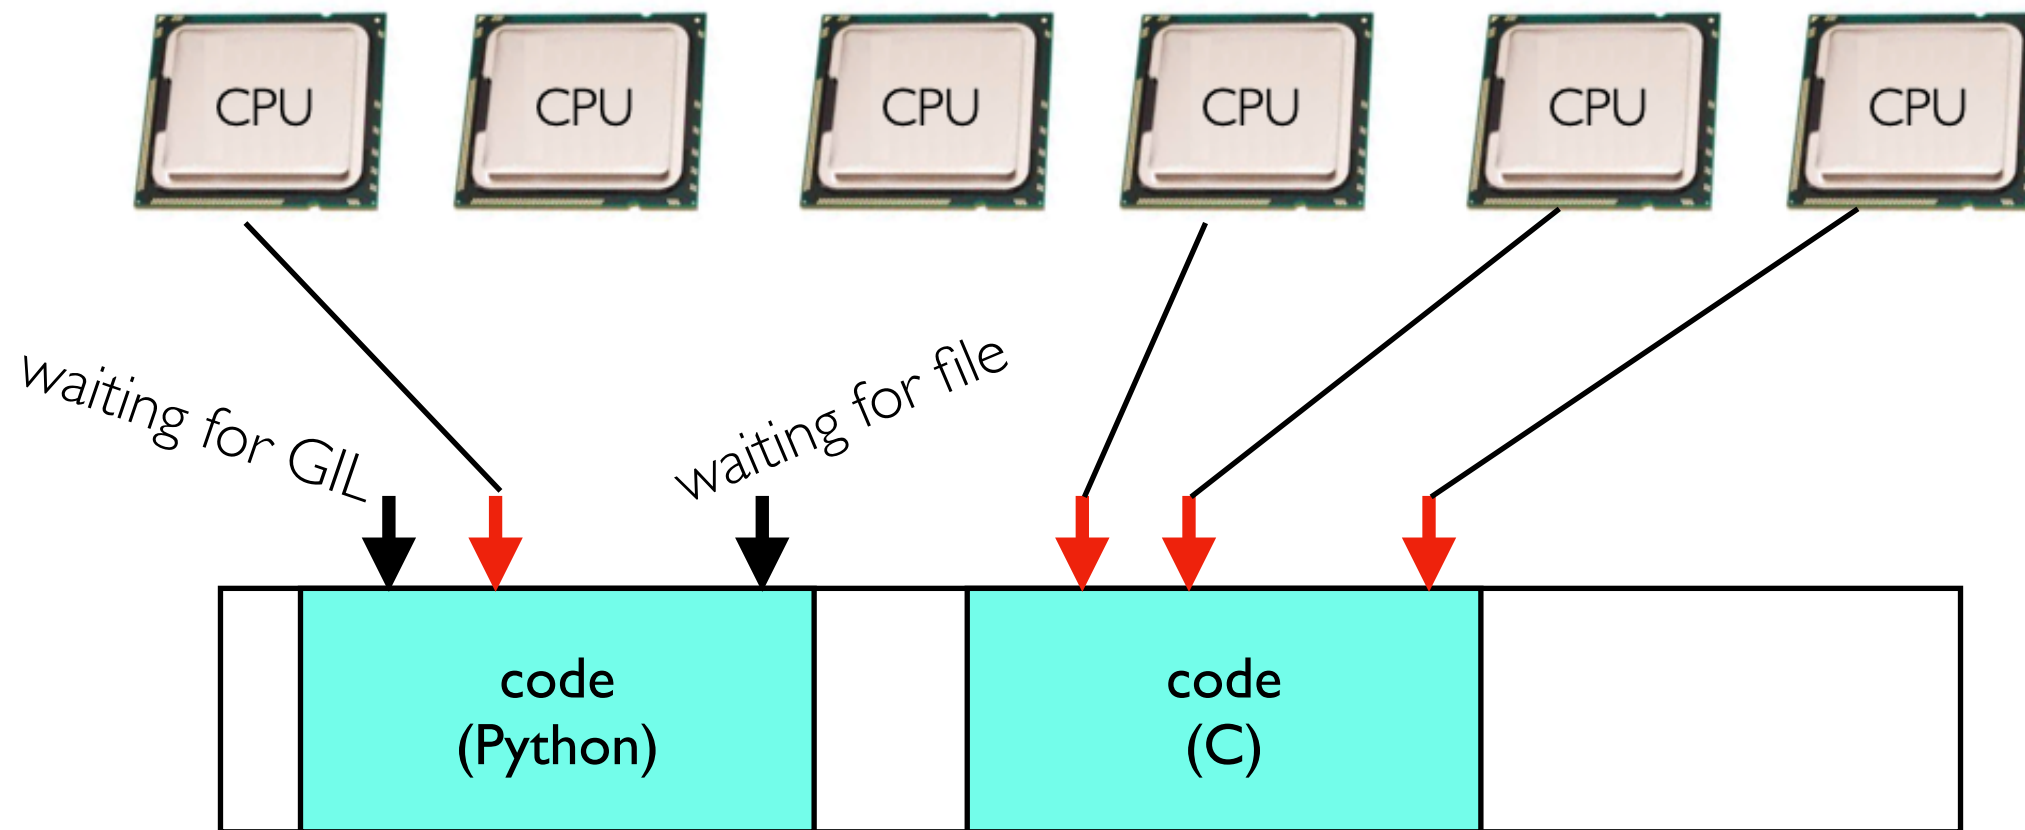 CPU
CPU
CPU
CPU
CPU
CPU
waiting for GIL
waiting for file
code
(Python)
code
(C)